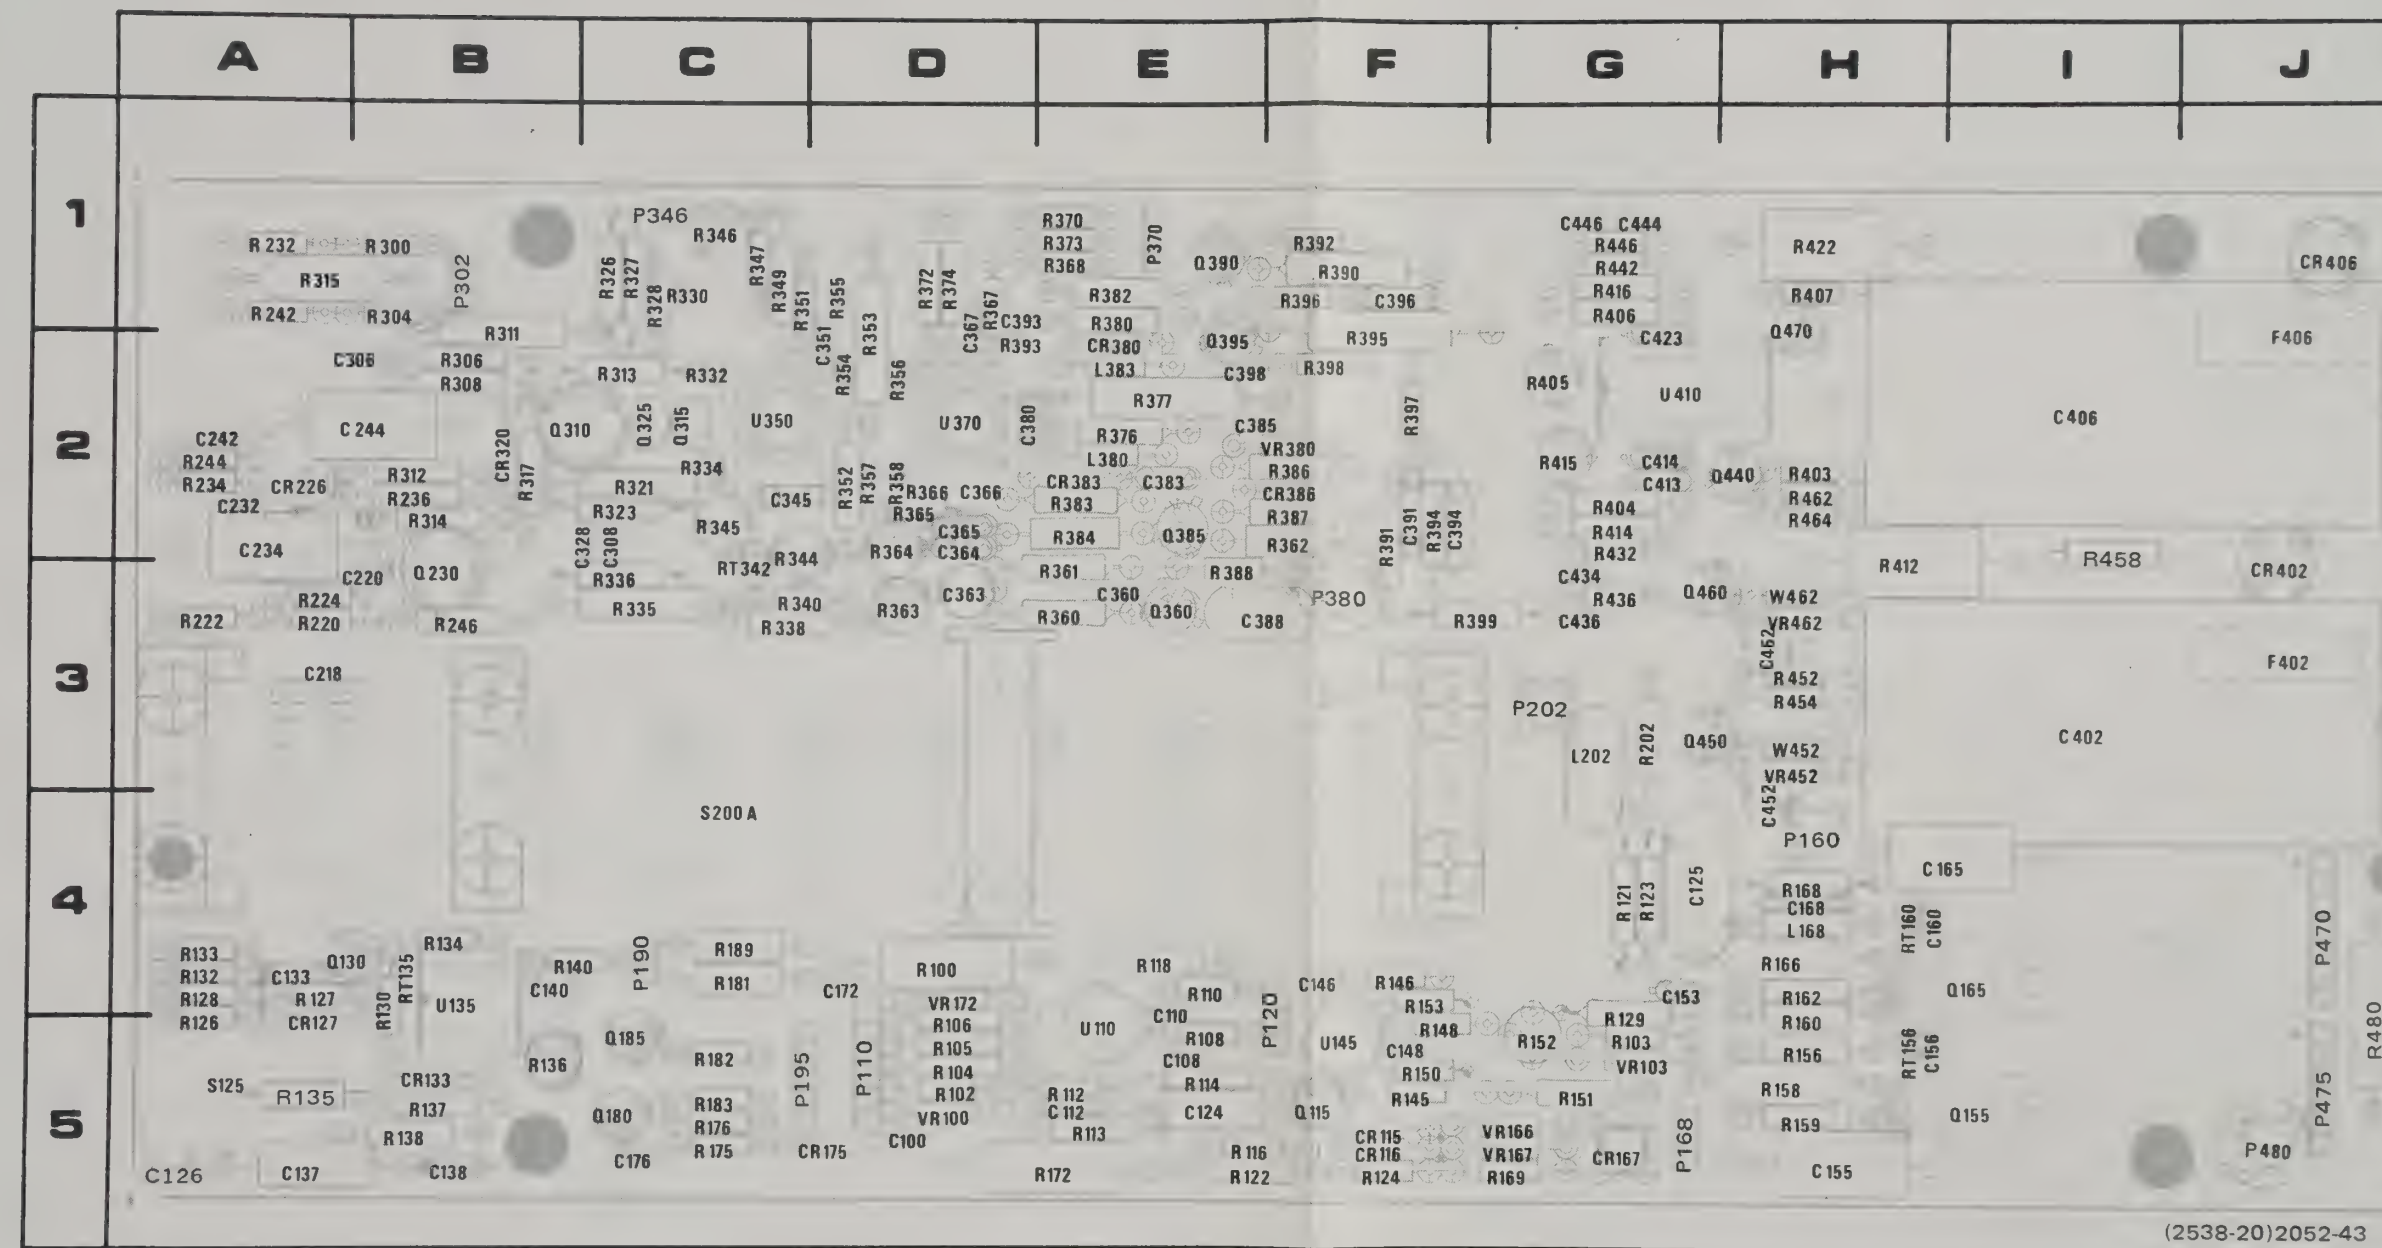 A B C D E F G H I J
1
P346
R346
R370
C446 C444
R232 R300
R373
P370
R392
R446
R422
R347
Q390
CR406
R326
R327
R368
R442
R315
P302
R328
R330
R349
R351
R355
R372
R374
R367
R382
R390
R396
C396
R416
R407
R242
R304
R406
R311
C351
R353
C367
C393
R380
Q395
R395
C423
Q470
F406
C306
R306
R393
CR380
R308
R313
R332
R354
R356
L383
C398
R398
R405
U410
2
C244
Q310
Q325
Q315
U350
U370
C380
R377
R397
C406
C242
CR320
R376
C385
R244
R312
R317
R334
L380
VR380
R415
C414
R234
CR226
R236
R321
C345
R352
R357
R358
R366
C366
CR383
C383
R386
C413
Q440
R403
C232
R314
R323
R365
R383
CR386
R462
R345
C365
R387
R404
R464
C234
C328
C308
R364
C364
R384
Q385
R362
R391
C391
R394
C394
R414
R432
C220
Q230
R336
RT342
R344
R361
R388
C434
R412
R458
CR402
R224
R335
R340
R363
C363
C360
P380
R436
Q460
W462
R222
R220
R246
R338
R360
Q360
C388
R399
C436
VR462
3
C218
C462
R452
R454
F402
P202
L202
R202
Q450
W452
VR452
C402
S200A
C452
P160
4
C165
R121
R123
C125
R168
C168
L168
RT160
C160
P470
R133
R134
R132
C133
Q130
RT135
R140
P190
R189
R100
R118
R166
R128
R127
R130
U135
C140
R181
C172
VR172
R110
C146
R146
C153
R162
Q165
R126
CR127
C110
P120
R153
R106
U110
R108
R148
R129
R160
R480
Q185
R105
U145
C148
R152
R103
R136
R182
P195
P110
C108
R156
RT156
C156
S125
R135
CR133
R104
R114
R150
VR103
R102
R112
R158
P475
5
R137
Q180
R183
C112
C124
Q115
R145
R151
Q155
R138
R176
VR100
R113
CR115
VR166
P168
R159
R175
CR175
C100
R116
CR116
VR167
CR167
P480
C126
C137
C138
C176
R172
R122
R124
R169
C155
(2538-20)2052-43